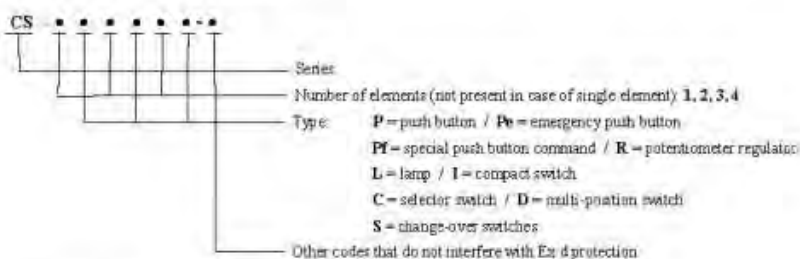 CS • • • • • • - •
Series
Number of elements (not present in case of single element): 1, 2, 3, 4
Type: P = push button / Pe = emergency push button
Pf = special push button command / R = potentiometer regulator
L = lamp / I = compact switch
C = selector switch / D = multi-position switch
S = change-over switches
Other codes that do not interfere with Ex d protection